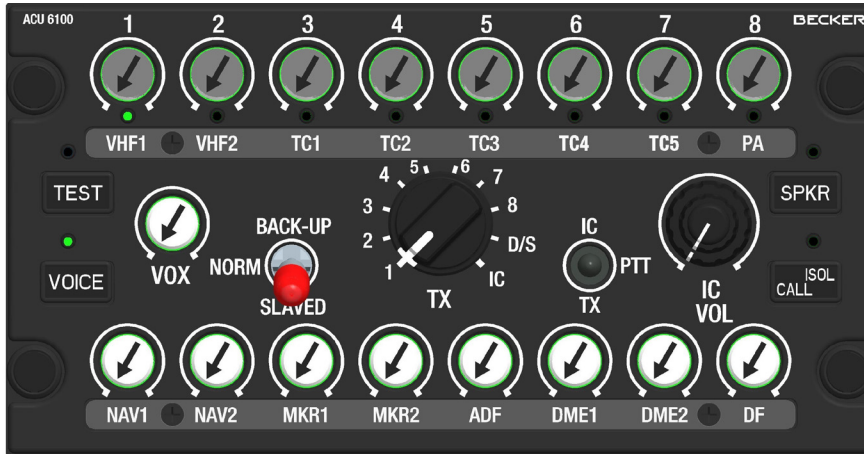 ACU 6100
1 2 3 4 5 6 7 8
BECKER
VHF1 VHF2 TC1 TC2 TC3 TC4 TC5 PA
TEST
VOX
BACK-UP
NORM
SLAVED
1 2 3 4 5 6 7 8 D/S IC
TX
IC
PTT
TX
IC
VOL
SPKR
VOICE
ISOL
CALL
NAV1 NAV2 MKR1 MKR2 ADF DME1 DME2 DF